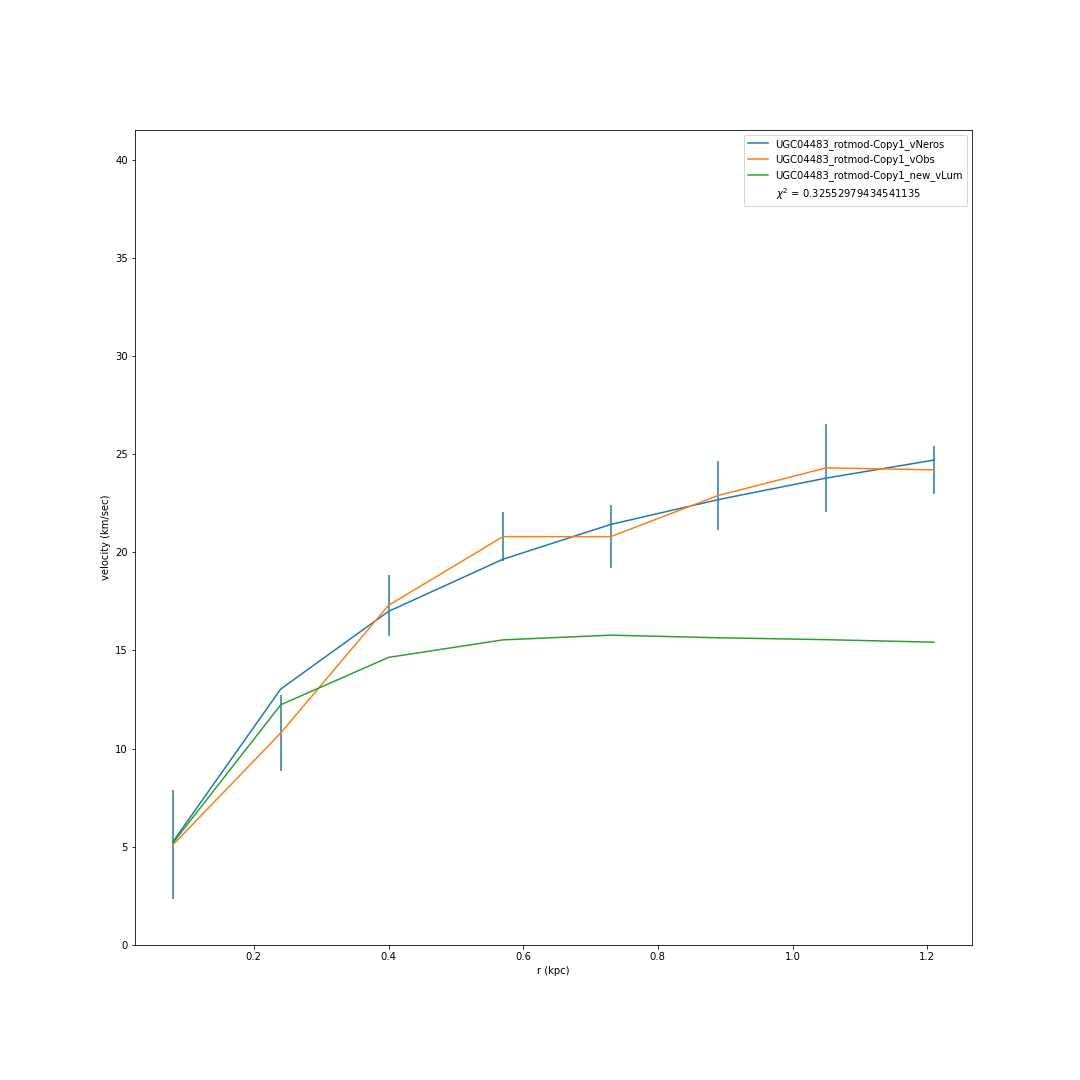 UGC04483_rotmod-Copy1_vNeros
UGC04483_rotmod-Copy1_vObs
UGC04483_rotmod-Copy1_new_vLum
χ² = 0.32552979434541135
40
35
30
25
20
15
10
5
0
velocity (km/sec)
0.2 0.4 0.6 0.8 1.0 1.2
r (kpc)